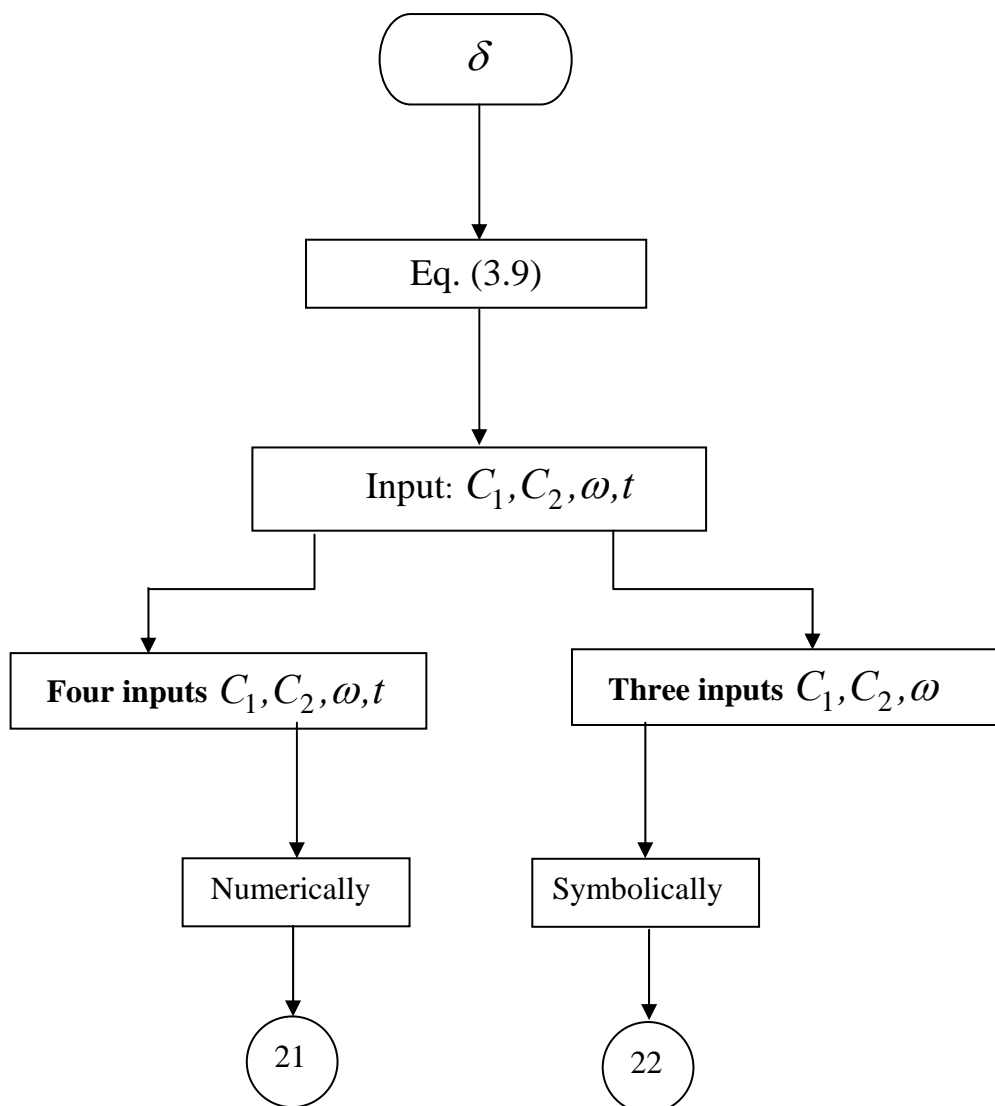 δ
Eq. (3.9)
Input: C₁, C₂, ω, t
Four inputs C₁, C₂, ω, t
Three inputs C₁, C₂, ω
Numerically
Symbolically
21
22